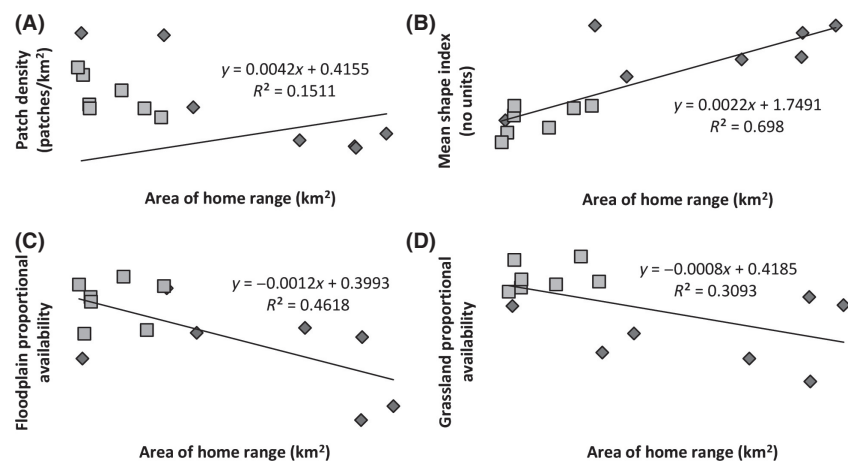 (A)
Patch density
(patches/km²)
y = 0.0042x + 0.4155
R² = 0.1511
Area of home range (km²)
(B)
Mean shape index
(no units)
y = 0.0022x + 1.7491
R² = 0.698
Area of home range (km²)
(C)
Floodplain proportional
availability
y = −0.0012x + 0.3993
R² = 0.4618
Area of home range (km²)
(D)
Grassland proportional
availability
y = −0.0008x + 0.4185
R² = 0.3093
Area of home range (km²)